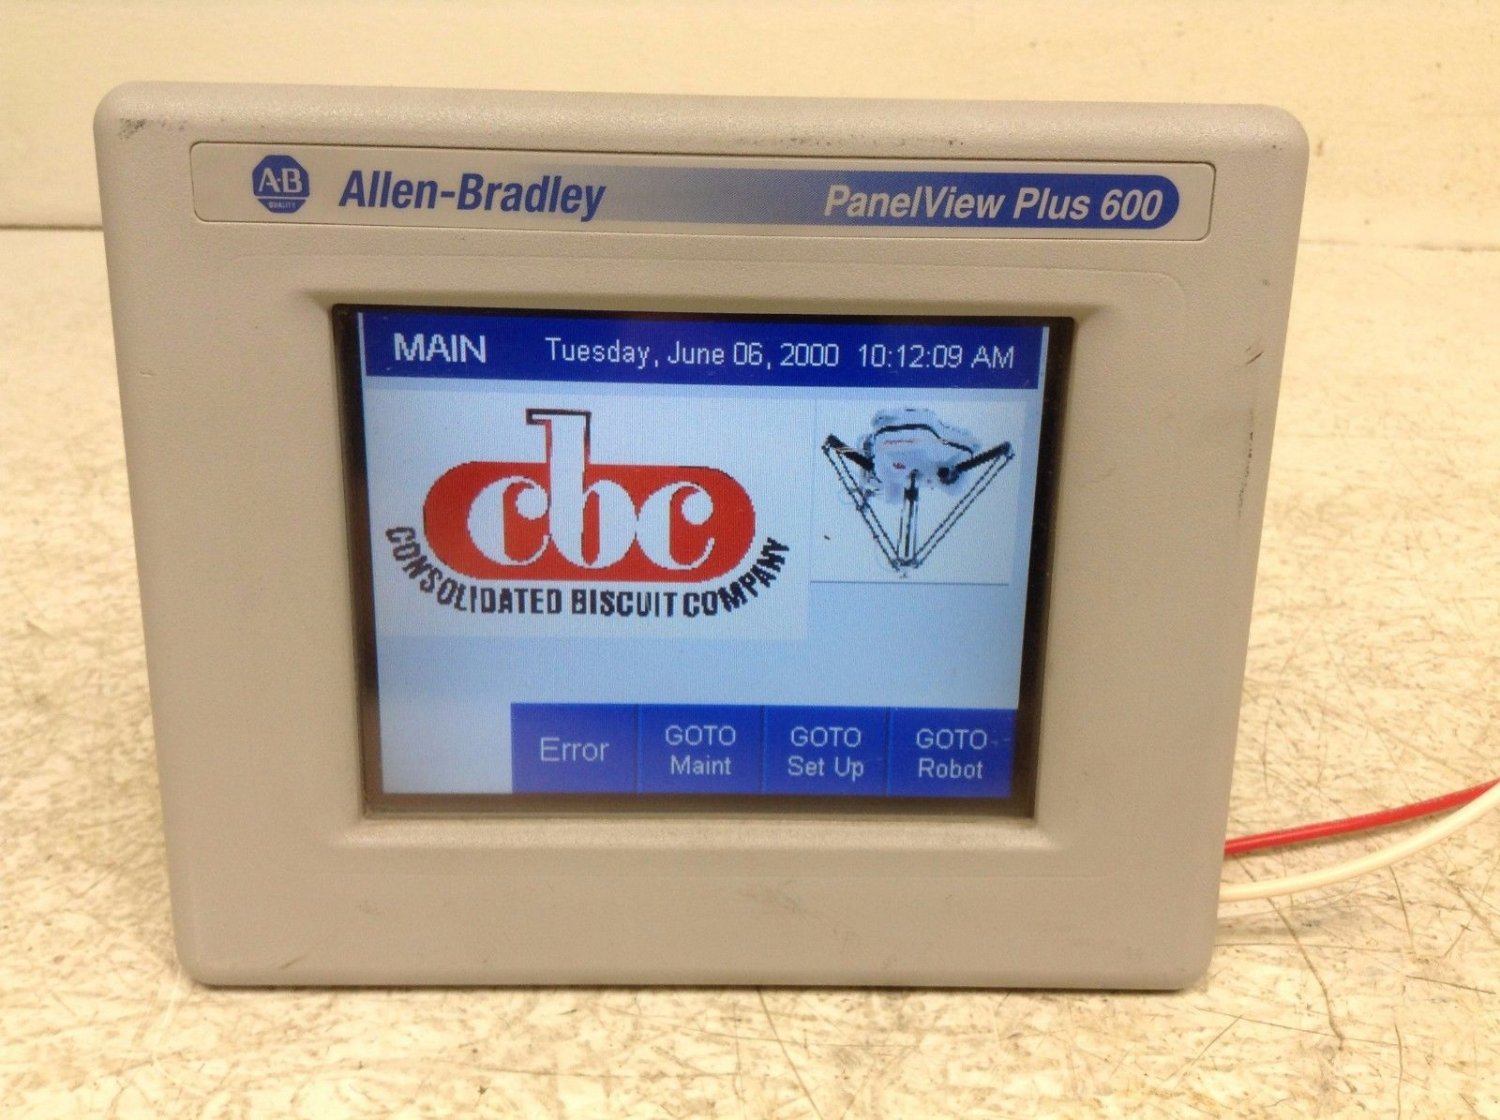 A·B
QUALITY
Allen-Bradley
PanelView Plus 600
MAIN
Tuesday, June 06, 2000 10:12:09 AM
cbc
CONSOLIDATED BISCUIT COMPANY
Error
GOTO
Maint
GOTO
Set Up
GOTO
Robot